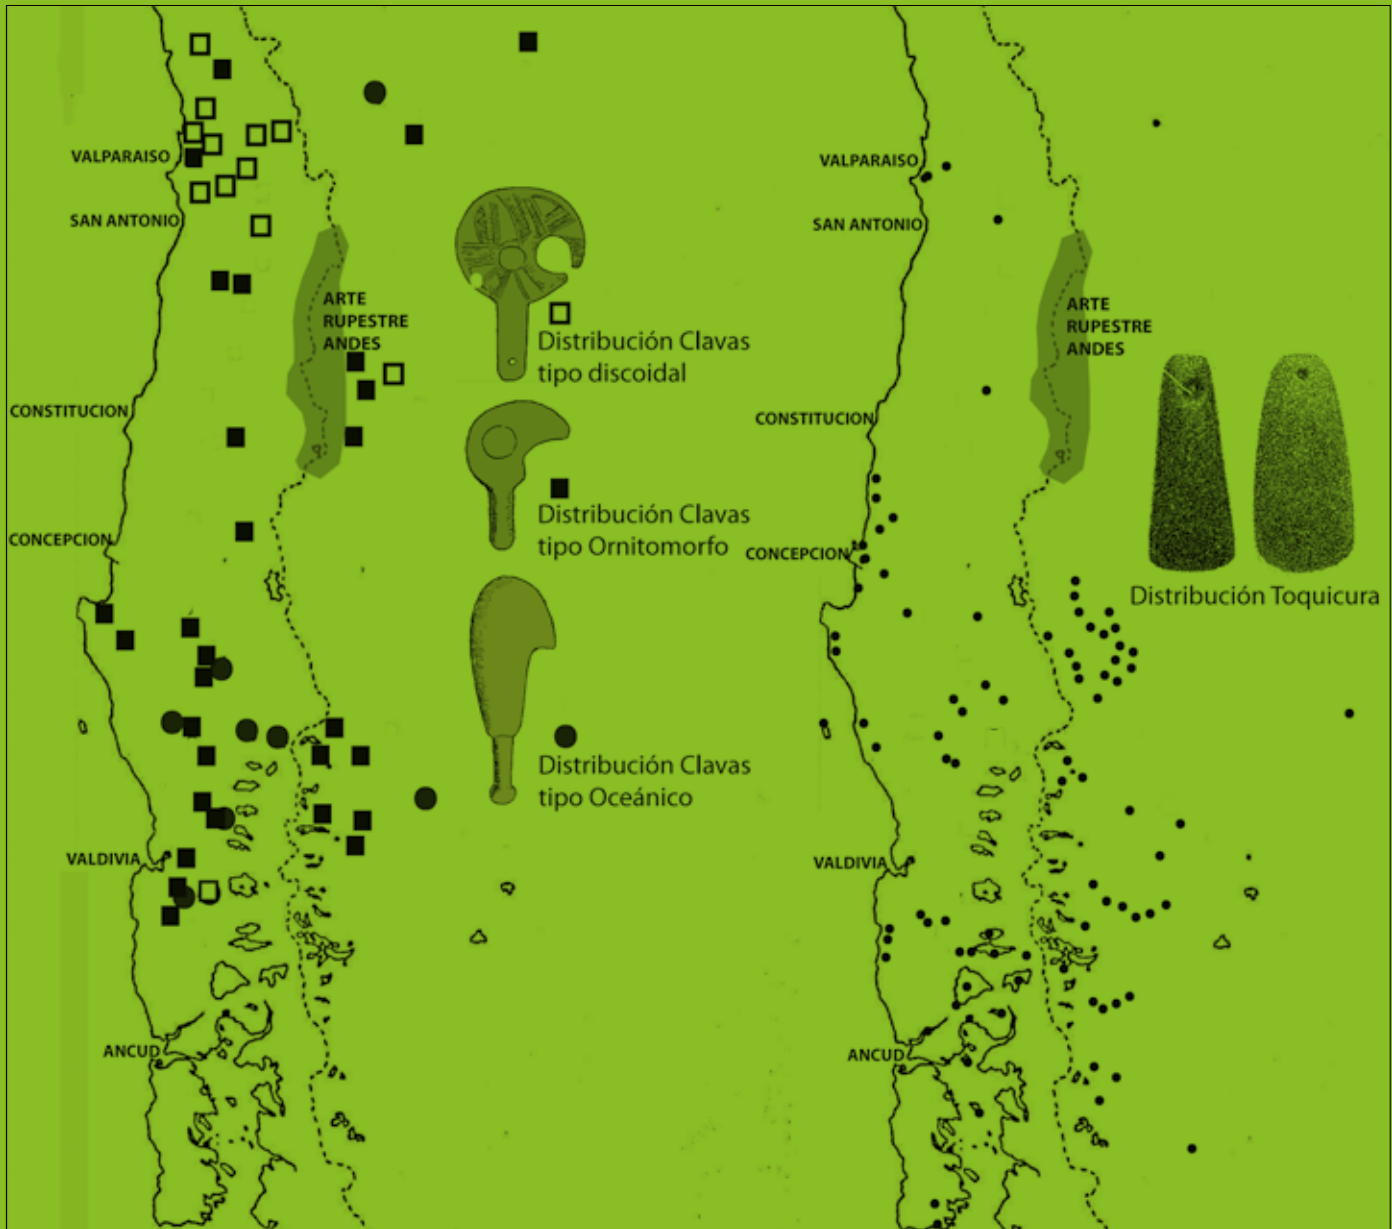 VALPARAISO
SAN ANTONIO
ARTE
RUPESTRE
ANDES
CONSTITUCION
CONCEPCION
VALDIVIA
ANCUD
Distribución Clavas
tipo discoidal
Distribución Clavas
tipo Ornitomorfo
Distribución Clavas
tipo Oceánico
VALPARAISO
SAN ANTONIO
ARTE
RUPESTRE
ANDES
CONSTITUCION
CONCEPCION
Distribución Toquicura
VALDIVIA
ANCUD